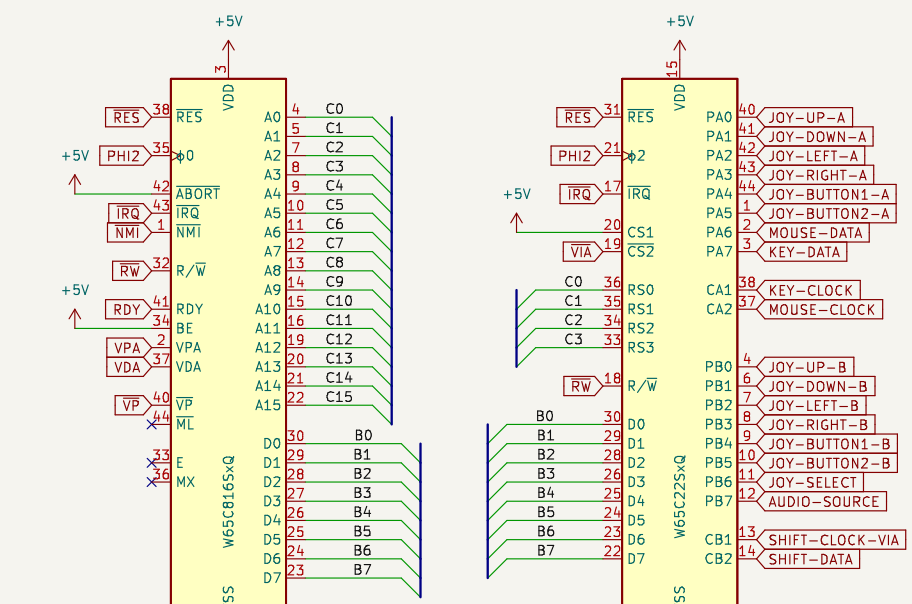 +5V
3
VDD
RES 38 RES
PHI2 35 ϕ0
+5V
42 ABORT
IRQ 43 IRQ
NMI 1 NMI
RW 32 R/W
+5V
RDY 41 RDY
34 BE
VPA 2 VPA
VDA 37 VDA
VP 40 VP
44 ML
33 E
36 MX
A0 4 C0
A1 5 C1
A2 7 C2
A3 8 C3
A4 9 C4
A5 10 C5
A6 11 C6
A7 12 C7
A8 13 C8
A9 14 C9
A10 15 C10
A11 16 C11
A12 19 C12
A13 20 C13
A14 21 C14
A15 22 C15
D0 30 B0
D1 29 B1
D2 28 B2
D3 27 B3
D4 26 B4
D5 25 B5
D6 24 B6
D7 23 B7
W65C816SxQ
SS
+5V
15
VDD
RES 31 RES
PHI2 21 ϕ2
IRQ 17 IRQ
+5V
20 CS1
VIA 19 CS2
C0 36 RS0
C1 35 RS1
C2 34 RS2
C3 33 RS3
RW 18 R/W
B0 30 D0
B1 29 D1
B2 28 D2
B3 26 D3
B4 25 D4
B5 24 D5
B6 23 D6
B7 22 D7
PA0 40 JOY-UP-A
PA1 41 JOY-DOWN-A
PA2 42 JOY-LEFT-A
PA3 43 JOY-RIGHT-A
PA4 44 JOY-BUTTON1-A
PA5 1 JOY-BUTTON2-A
PA6 2 MOUSE-DATA
PA7 3 KEY-DATA
CA1 38 KEY-CLOCK
CA2 37 MOUSE-CLOCK
PB0 4 JOY-UP-B
PB1 6 JOY-DOWN-B
PB2 7 JOY-LEFT-B
PB3 8 JOY-RIGHT-B
PB4 9 JOY-BUTTON1-B
PB5 10 JOY-BUTTON2-B
PB6 11 JOY-SELECT
PB7 12 AUDIO-SOURCE
CB1 13 SHIFT-CLOCK-VIA
CB2 14 SHIFT-DATA
W65C22SxQ
SS